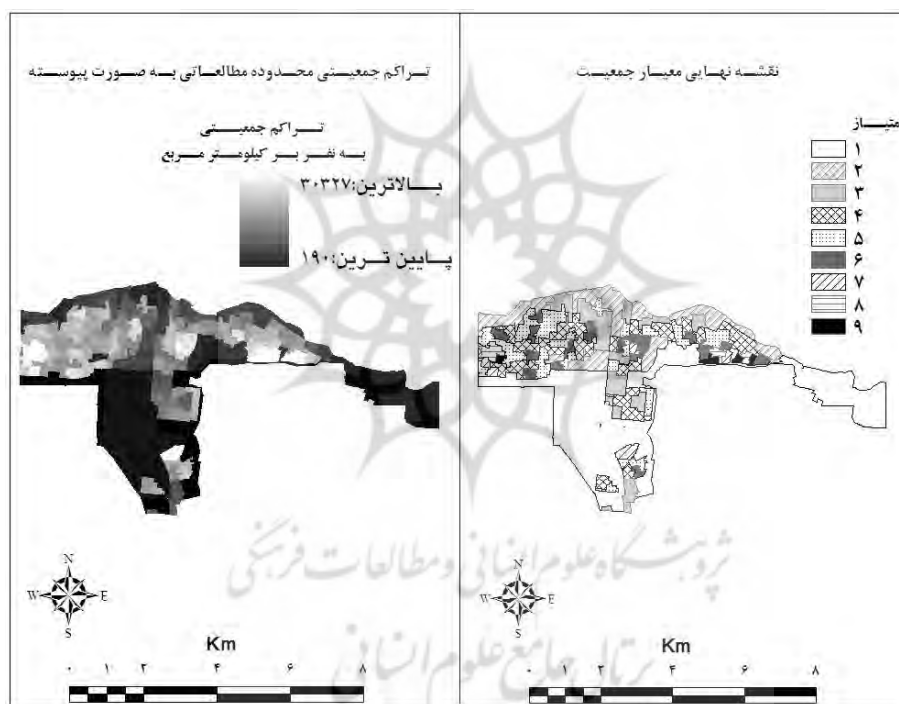 نقشه نهایی معیار جمعیت
متیاز
۱
۲
۳
۴
۵
۶
۷
۸
۹
N
W E
S
Km
۰ ۱ ۲ ۴ ۶ ۸
تراکم جمعیتی محدوده مطالعاتی به صورت پیوسته
تراکم جمعیتی
به نفر بر کیلومتر مربع
بالاترین:۳۰۳۲۷
پایین ترین:۱۹۰
N
W E
S
Km
۰ ۱ ۲ ۴ ۶ ۸
پژوهشگاه علوم انسانی و مطالعات فرهنگی
پرتال جامع علوم انسانی